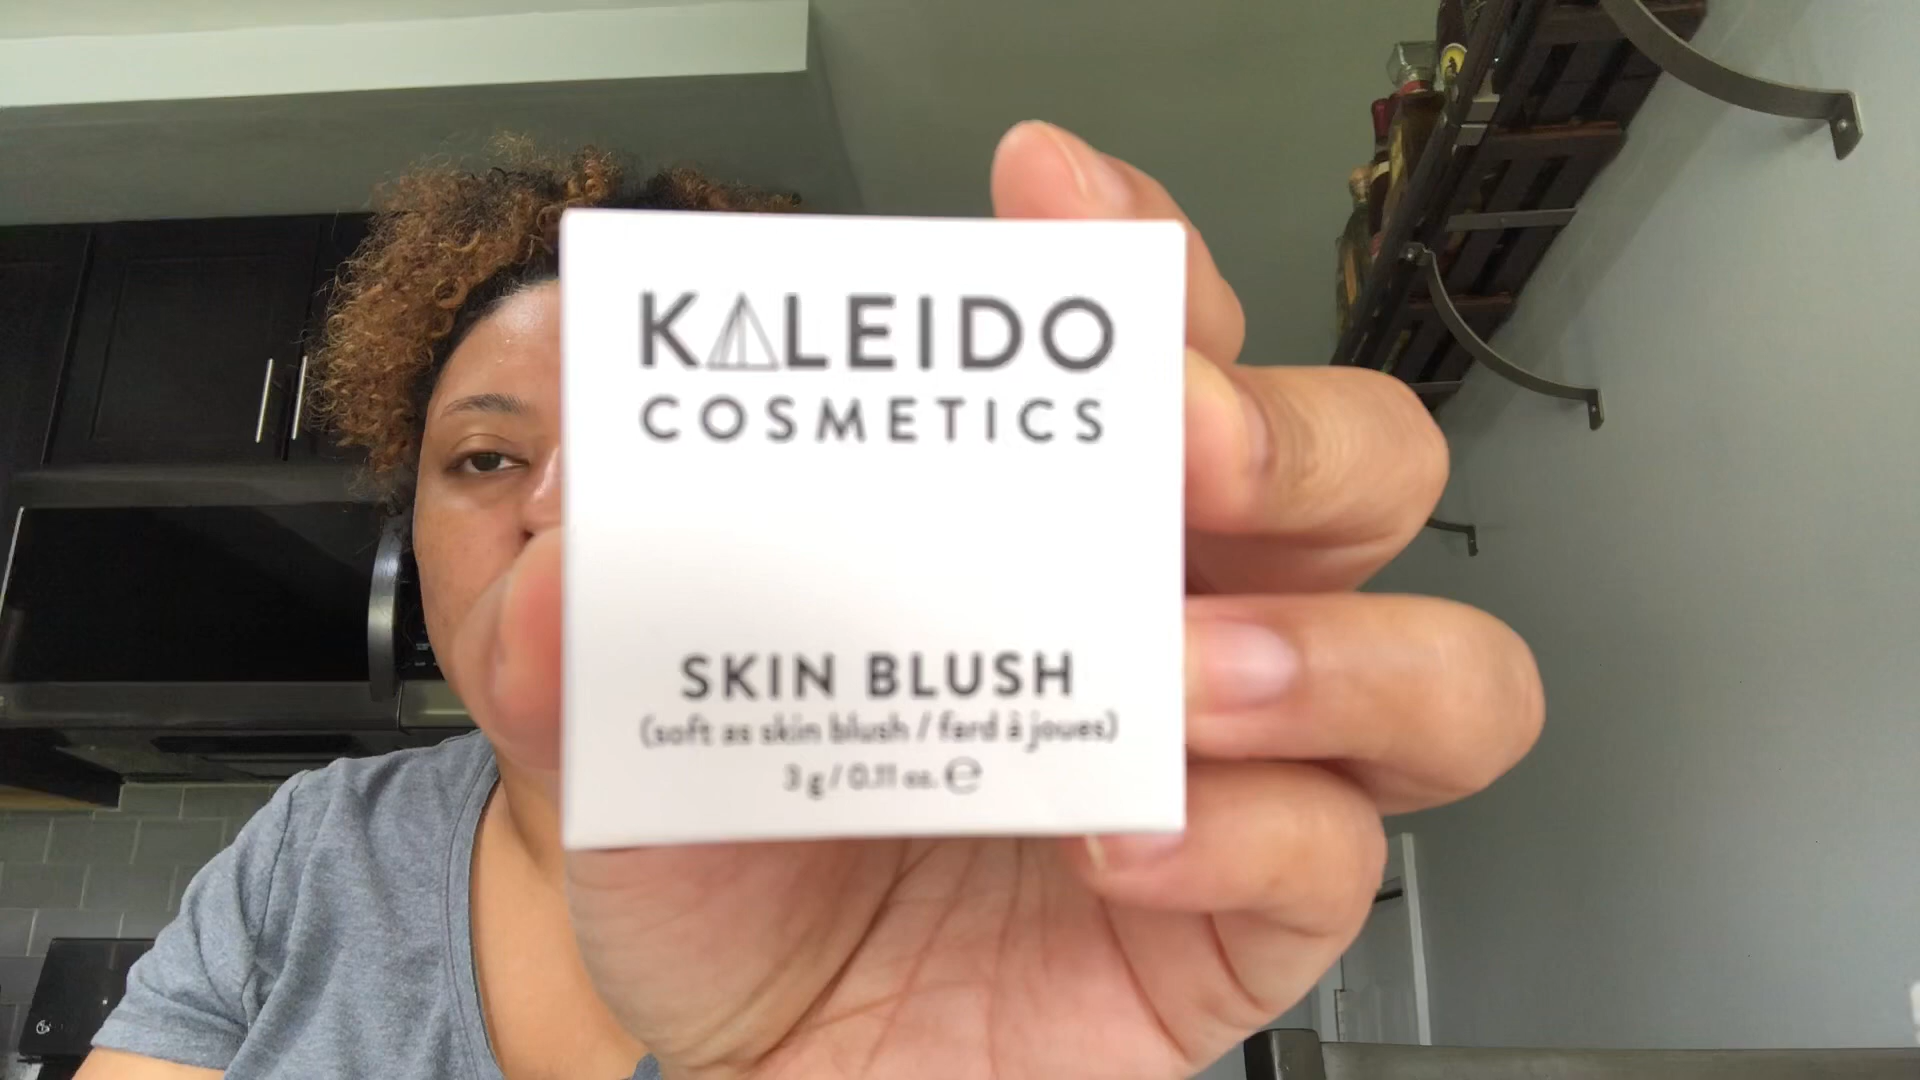 KALEIDO
COSMETICS
SKIN BLUSH
(soft as skin blush / fard à joues)
3 g / 0.11 oz. ℮